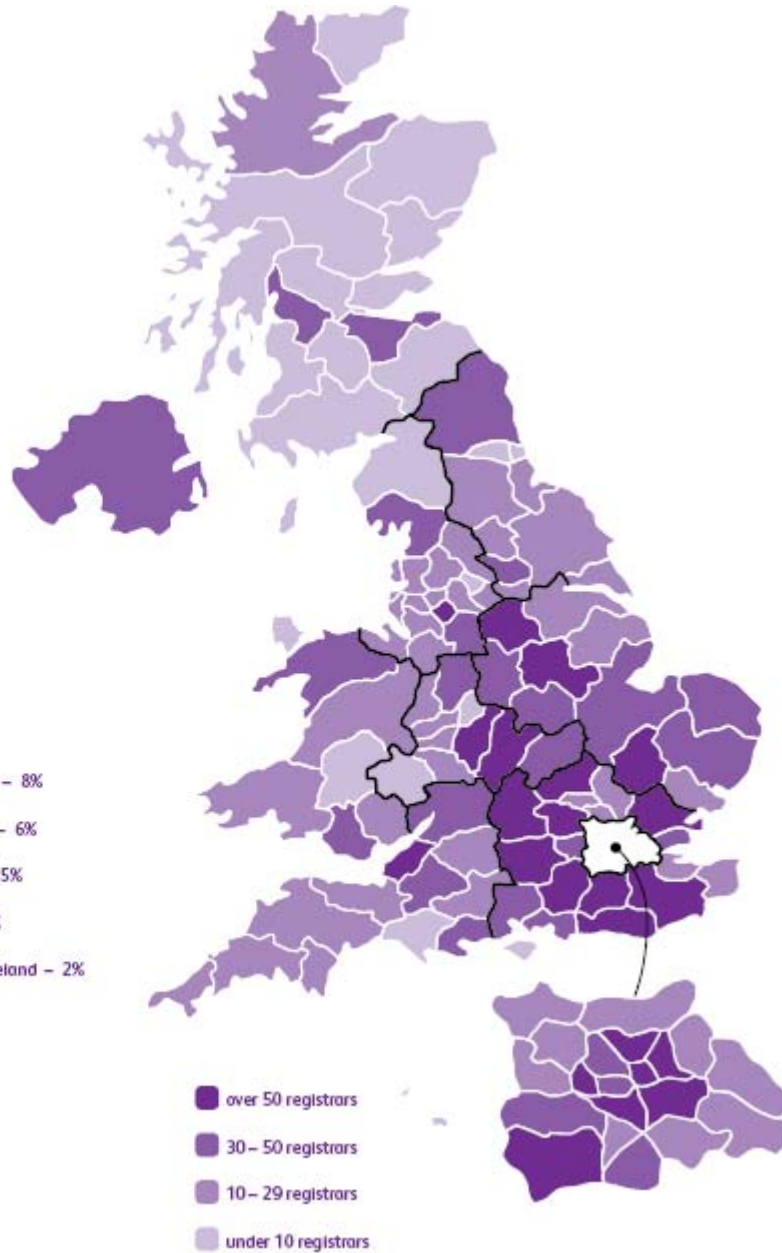 – 8%
– 6%
5%
%
eland – 2%
over 50 registrars
30 – 50 registrars
10 – 29 registrars
under 10 registrars